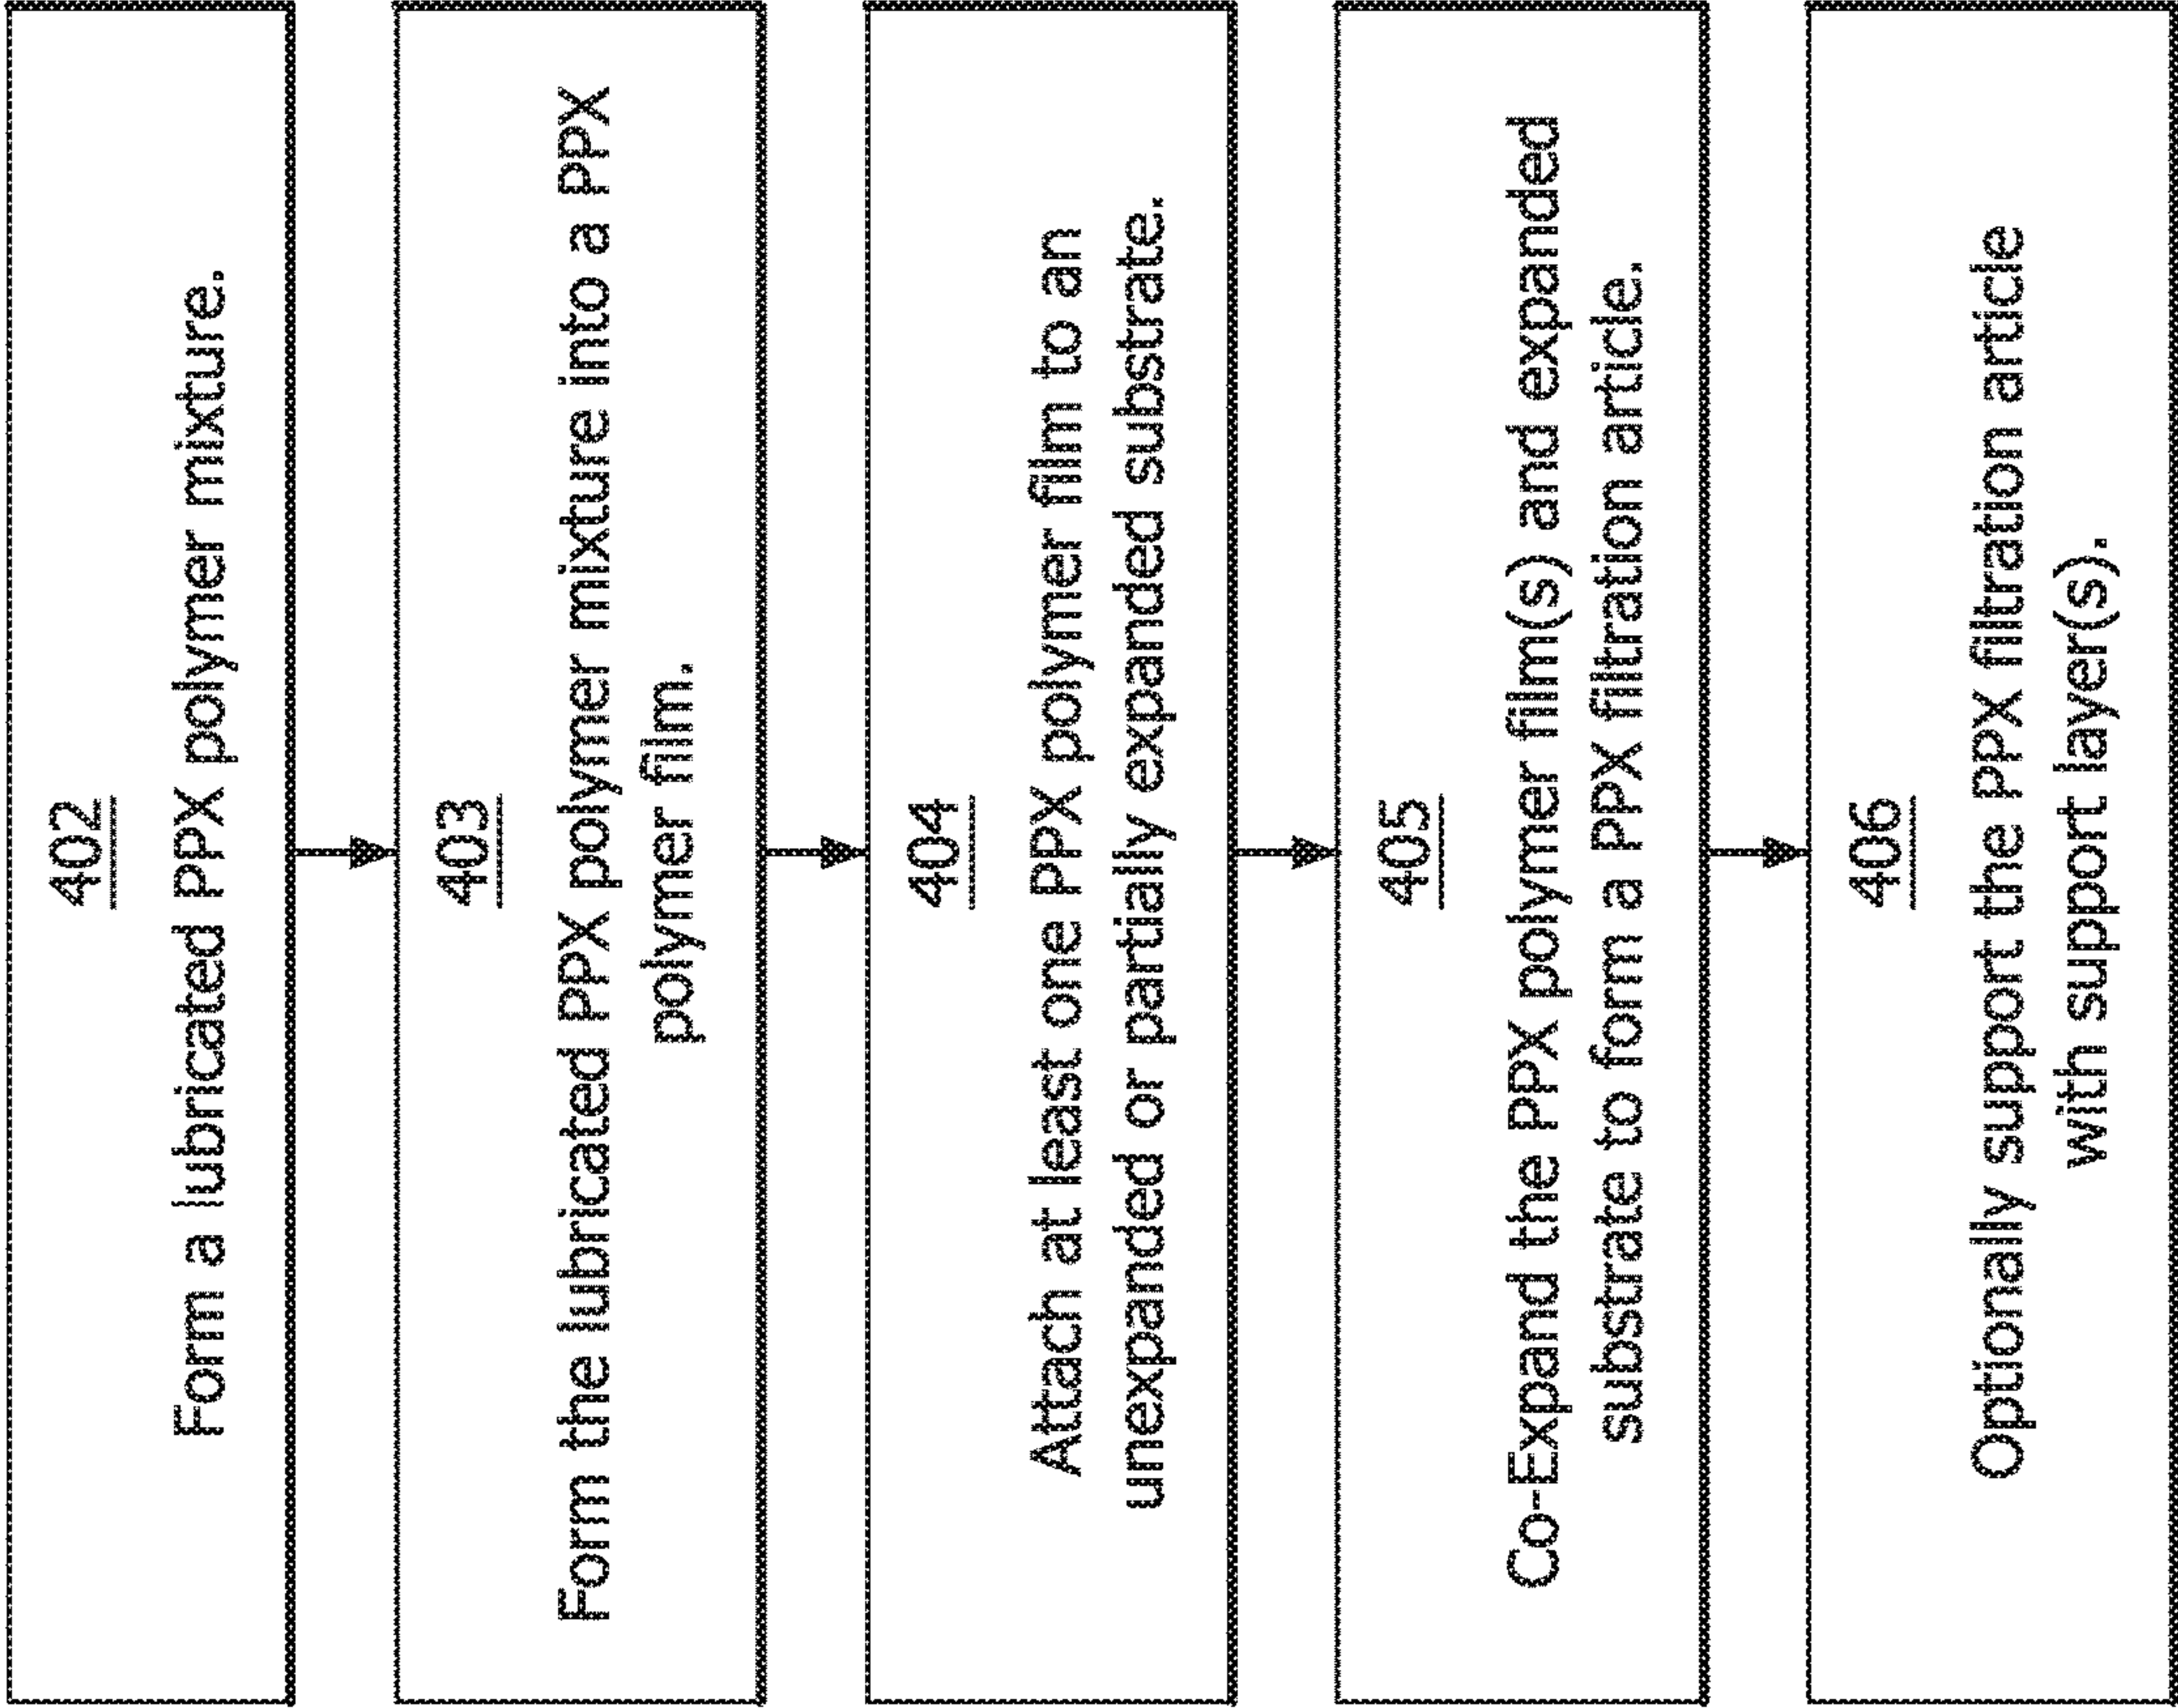 402
Form a lubricated PPX polymer mixture.
403
Form the lubricated PPX polymer mixture into a PPX
polymer film.
404
Attach at least one PPX polymer film to an
unexpanded or partially expanded substrate.
405
Co-Expand the PPX polymer film(s) and expanded
substrate to form a PPX filtration article.
406
Optionally support the PPX filtration article
with support layer(s).